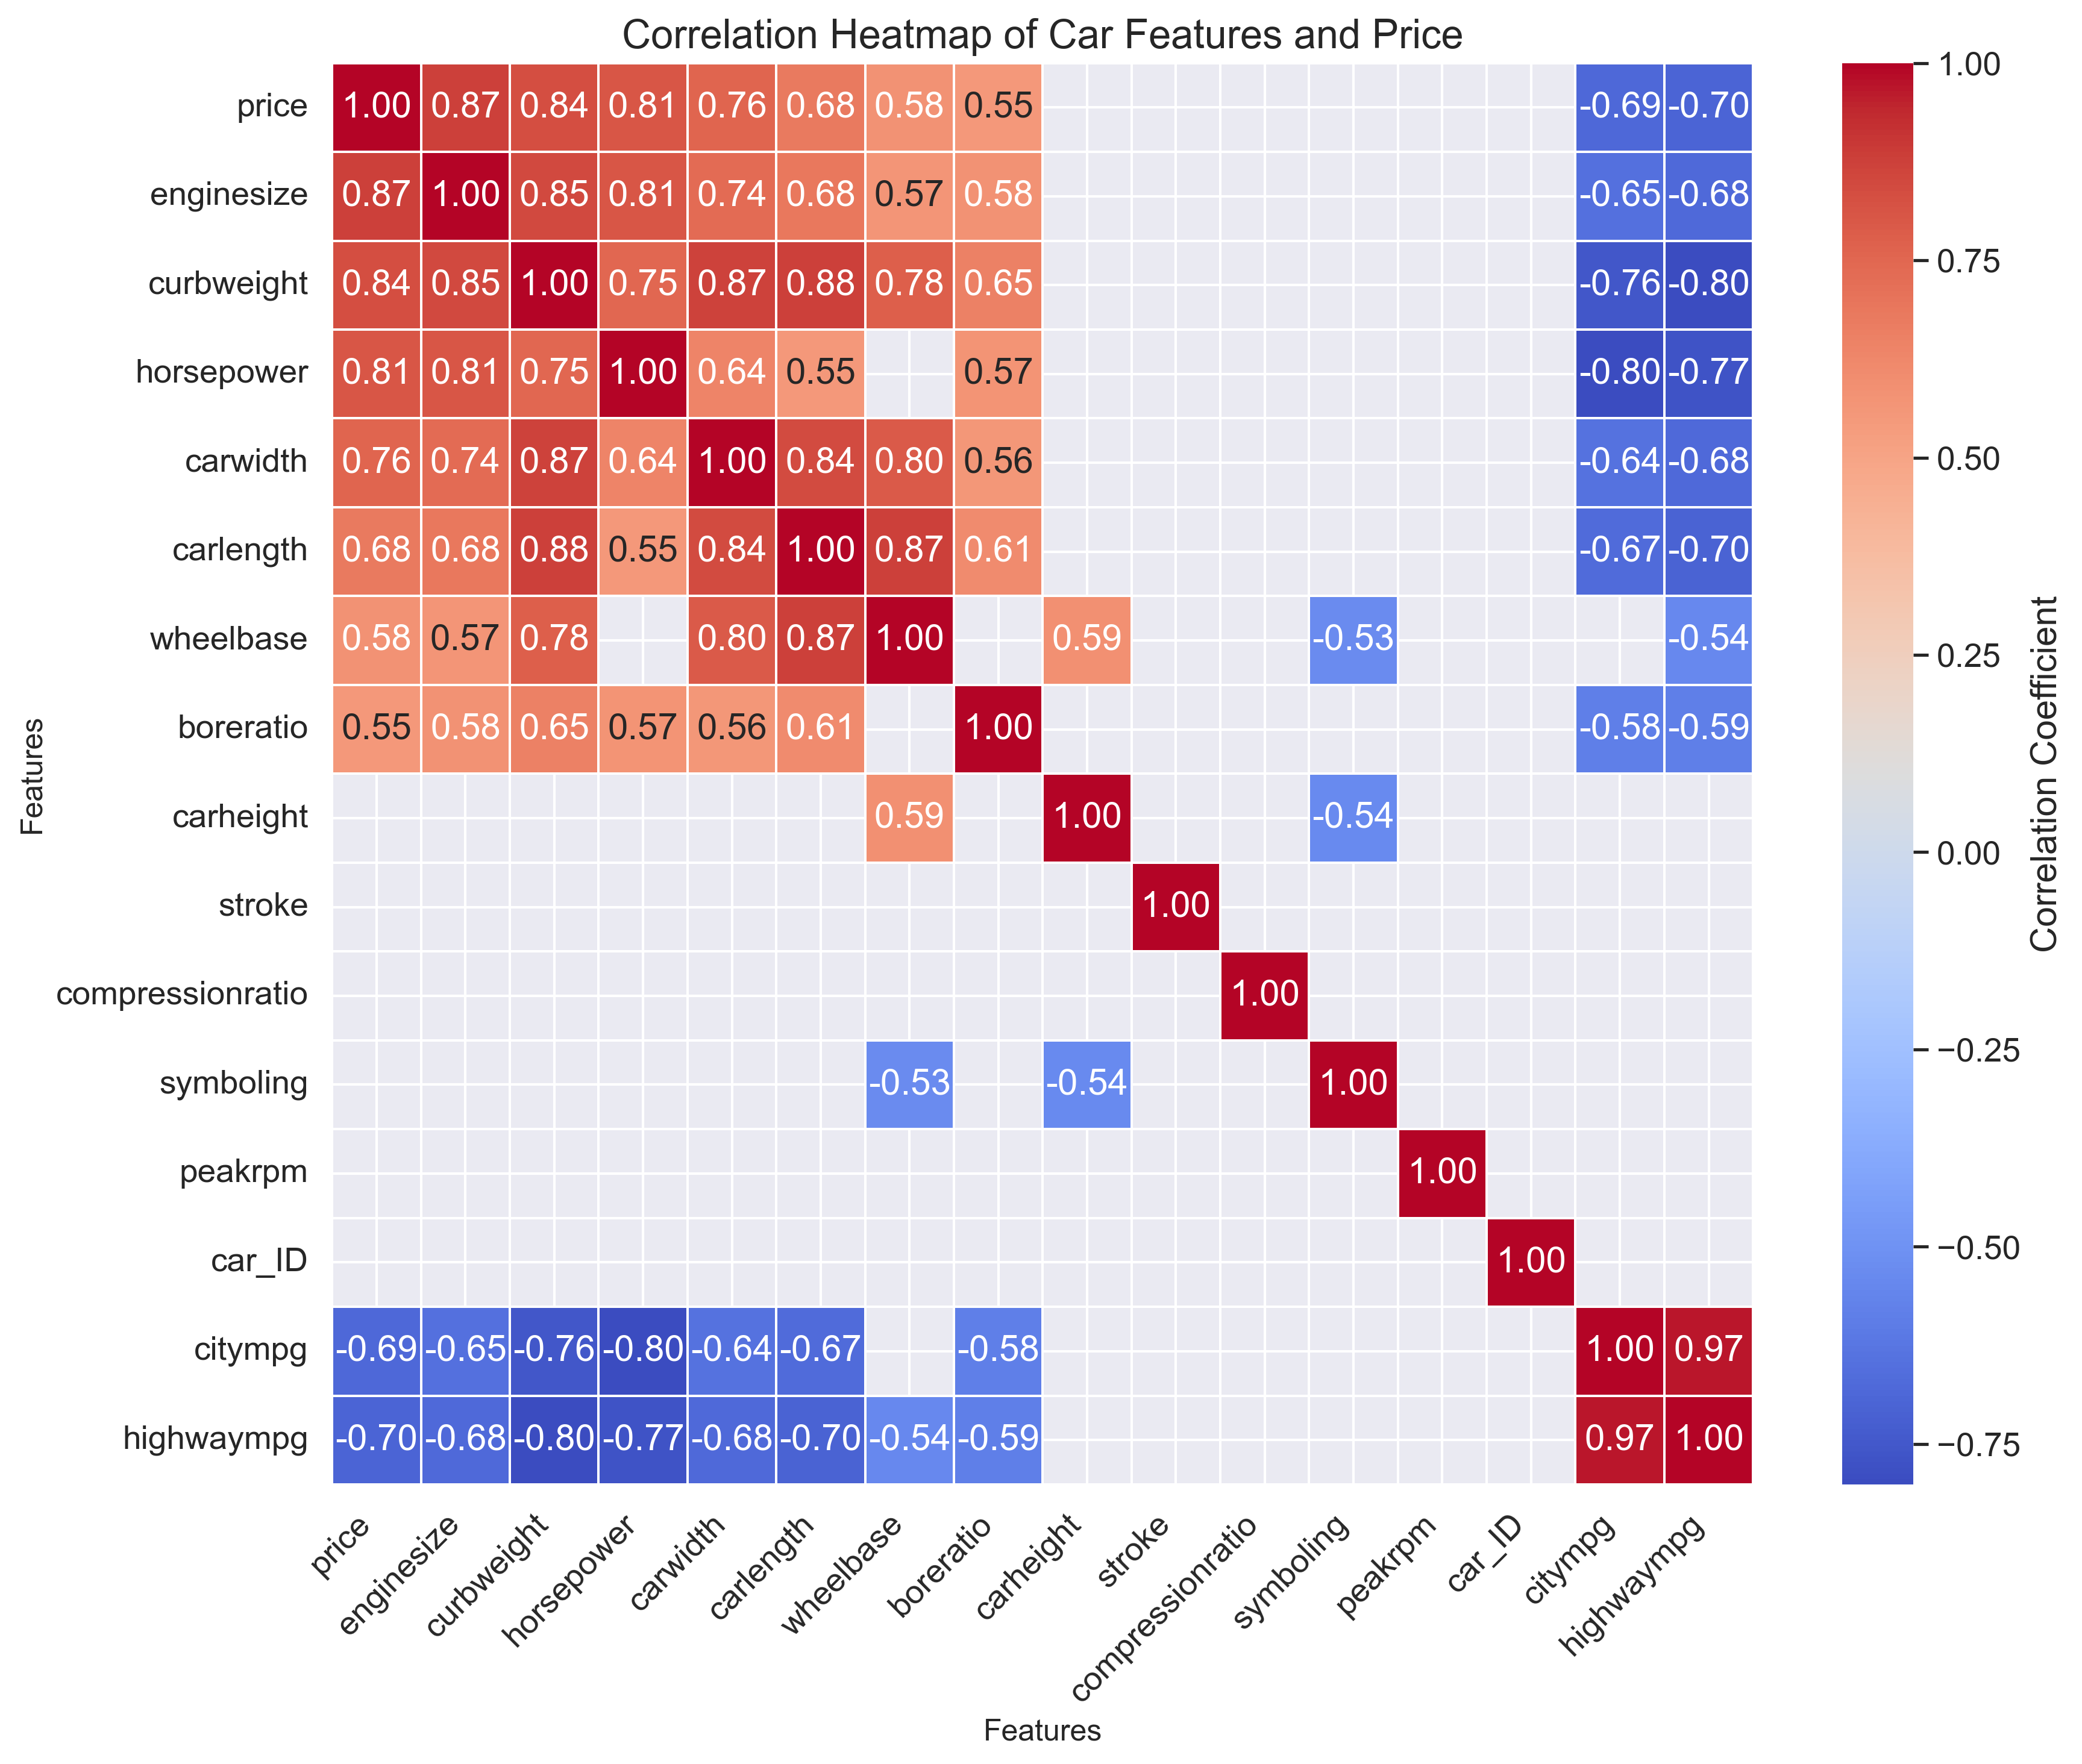 Correlation Heatmap of Car Features and Price
price 1.00 0.87 0.84 0.81 0.76 0.68 0.58 0.55 -0.69 -0.70
enginesize 0.87 1.00 0.85 0.81 0.74 0.68 0.57 0.58 -0.65 -0.68
curbweight 0.84 0.85 1.00 0.75 0.87 0.88 0.78 0.65 -0.76 -0.80
horsepower 0.81 0.81 0.75 1.00 0.64 0.55 0.57 -0.80 -0.77
carwidth 0.76 0.74 0.87 0.64 1.00 0.84 0.80 0.56 -0.64 -0.68
carlength 0.68 0.68 0.88 0.55 0.84 1.00 0.87 0.61 -0.67 -0.70
wheelbase 0.58 0.57 0.78 0.80 0.87 1.00 0.59 -0.53 -0.54
boreratio 0.55 0.58 0.65 0.57 0.56 0.61 1.00 -0.58 -0.59
carheight 0.59 1.00 -0.54
stroke 1.00
compressionratio 1.00
symboling -0.53 -0.54 1.00
peakrpm 1.00
car_ID 1.00
citympg -0.69 -0.65 -0.76 -0.80 -0.64 -0.67 -0.58 1.00 0.97
highwaympg -0.70 -0.68 -0.80 -0.77 -0.68 -0.70 -0.54 -0.59 0.97 1.00
price enginesize curbweight horsepower carwidth carlength wheelbase boreratio carheight stroke compressionratio symboling peakrpm car_ID citympg highwaympg
Features
Features
1.00
0.75
0.50
0.25
0.00
−0.25
−0.50
−0.75
Correlation Coefficient